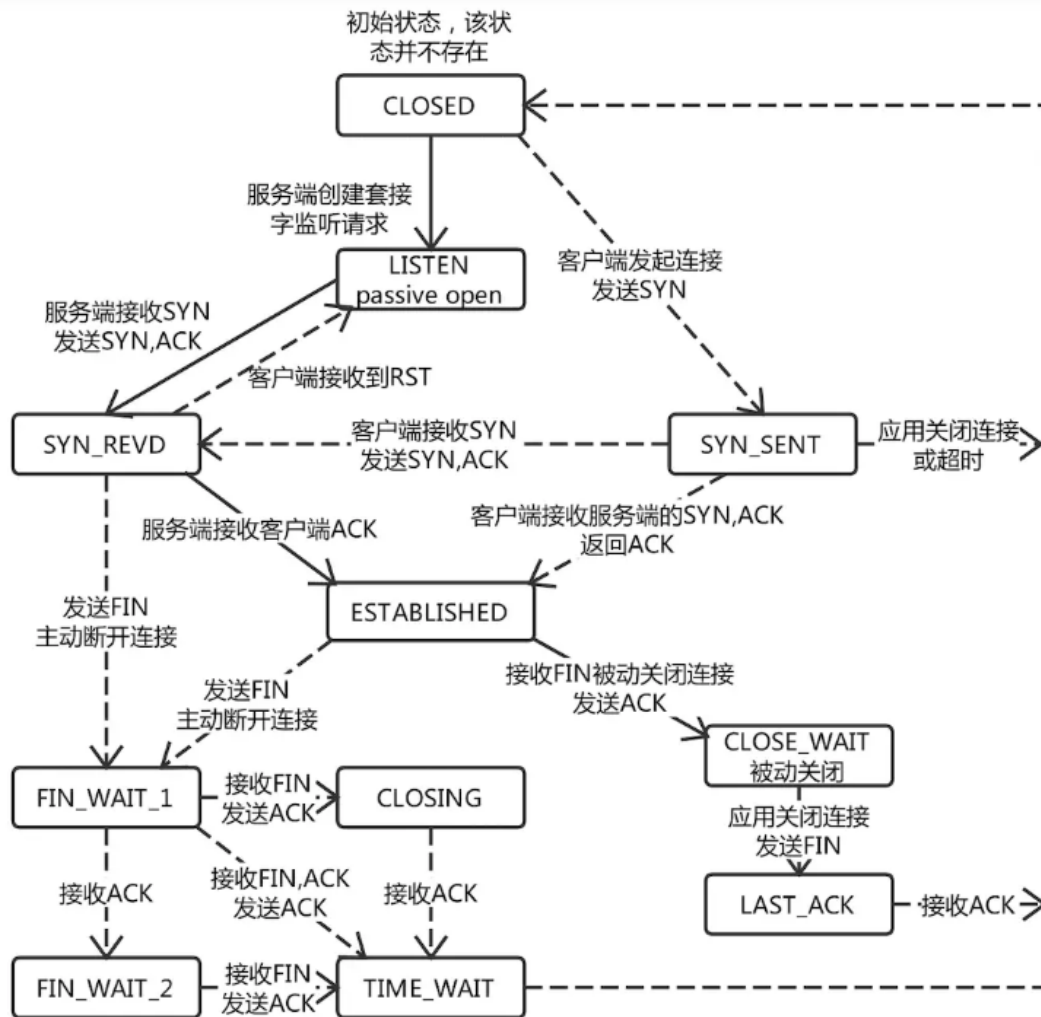 初始状态，该状
态并不存在
CLOSED
服务端创建套接
字监听请求
LISTEN
passive open
客户端发起连接
发送SYN
服务端接收SYN
发送SYN,ACK
客户端接收到RST
SYN_REVD
客户端接收SYN
发送SYN,ACK
SYN_SENT
应用关闭连接
或超时
服务端接收客户端ACK
客户端接收服务端的SYN,ACK
返回ACK
ESTABLISHED
发送FIN
主动断开连接
发送FIN
主动断开连接
接收FIN被动关闭连接
发送ACK
CLOSE_WAIT
被动关闭
FIN_WAIT_1
接收FIN
发送ACK
CLOSING
应用关闭连接
发送FIN
接收ACK
接收FIN,ACK
发送ACK
接收ACK
LAST_ACK
接收ACK
FIN_WAIT_2
接收FIN
发送ACK
TIME_WAIT